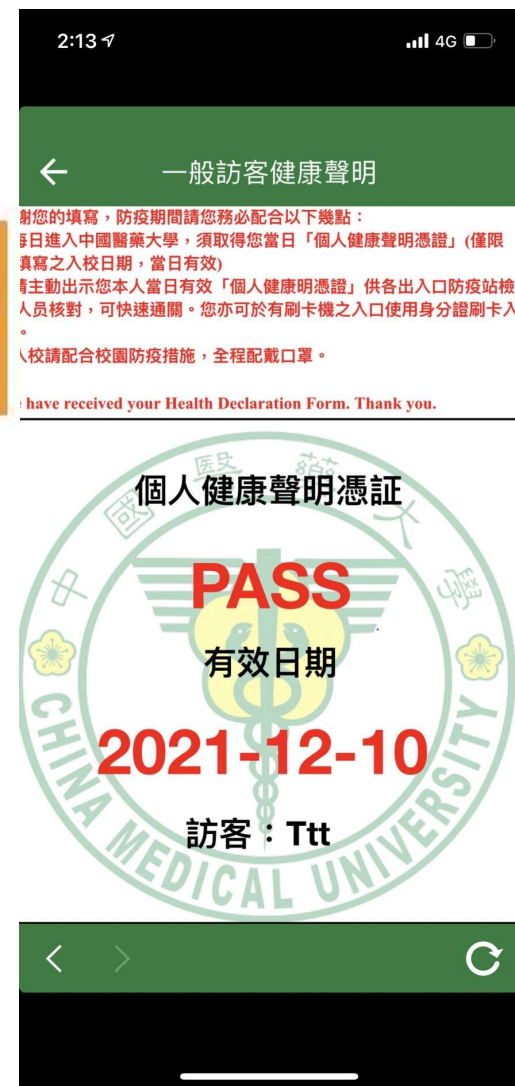 2:13
4G
一般訪客健康聲明
謝您的填寫，防疫期間請您務必配合以下幾點：
每日進入中國醫藥大學，須取得您當日「個人健康聲明憑證」(僅限
填寫之入校日期，當日有效)
請主動出示您本人當日有效「個人健康明憑證」供各出入口防疫站檢
人員核對，可快速通關。您亦可於有刷卡機之入口使用身分證刷卡入
。
入校請配合校園防疫措施，全程配戴口罩。
have received your Health Declaration Form. Thank you.
個人健康聲明憑証
PASS
有效日期
2021-12-10
訪客：Ttt
中國醫藥大學
CHINA MEDICAL UNIVERSITY